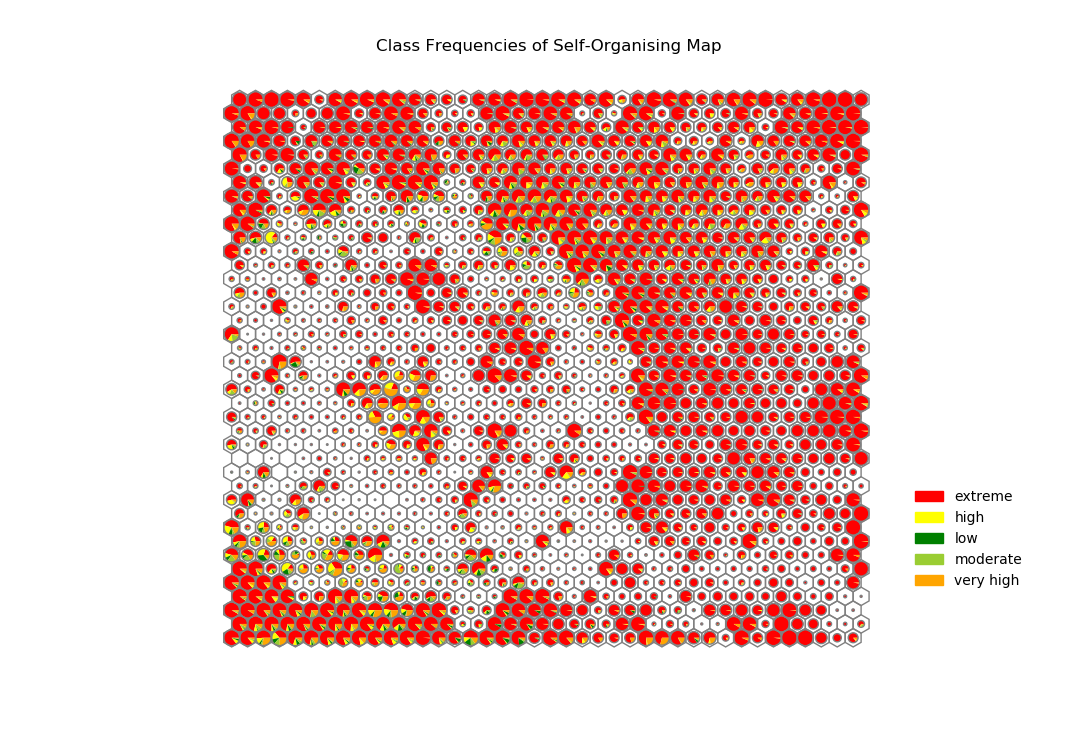 Class Frequencies of Self-Organising Map
extreme
high
low
moderate
very high